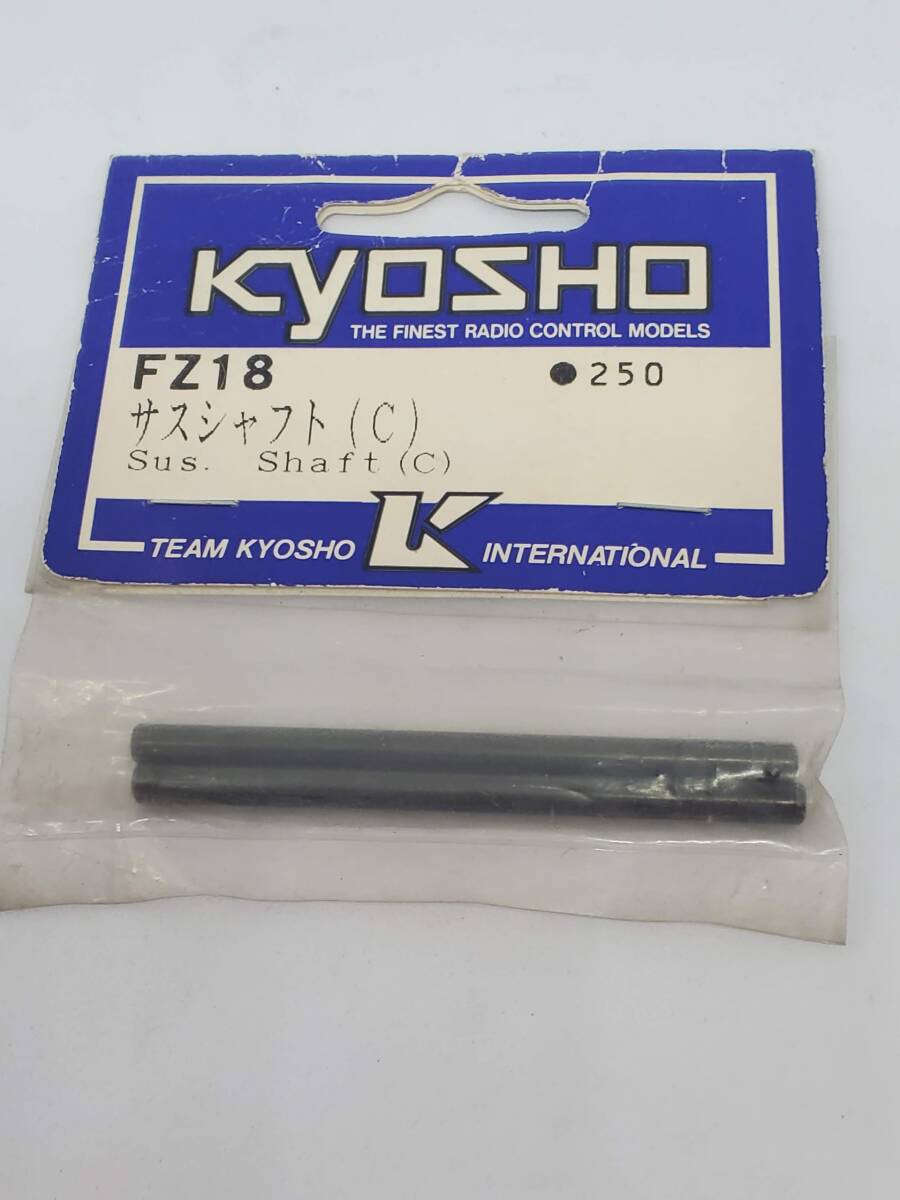 KYOSHO
THE FINEST RADIO CONTROL MODELS
FZ18 ●250
サスシャフト(C)
Sus. Shaft(C)
TEAM KYOSHO K INTERNATIONAL